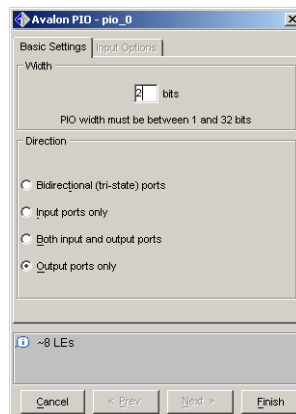 Avalon PIO - pio_0
Basic Settings Input Options
Width
2 bits
PIO width must be between 1 and 32 bits
Direction
Bidirectional (tri-state) ports
Input ports only
Both input and output ports
Output ports only
~8 LEs
Cancel < Prev Next > Finish